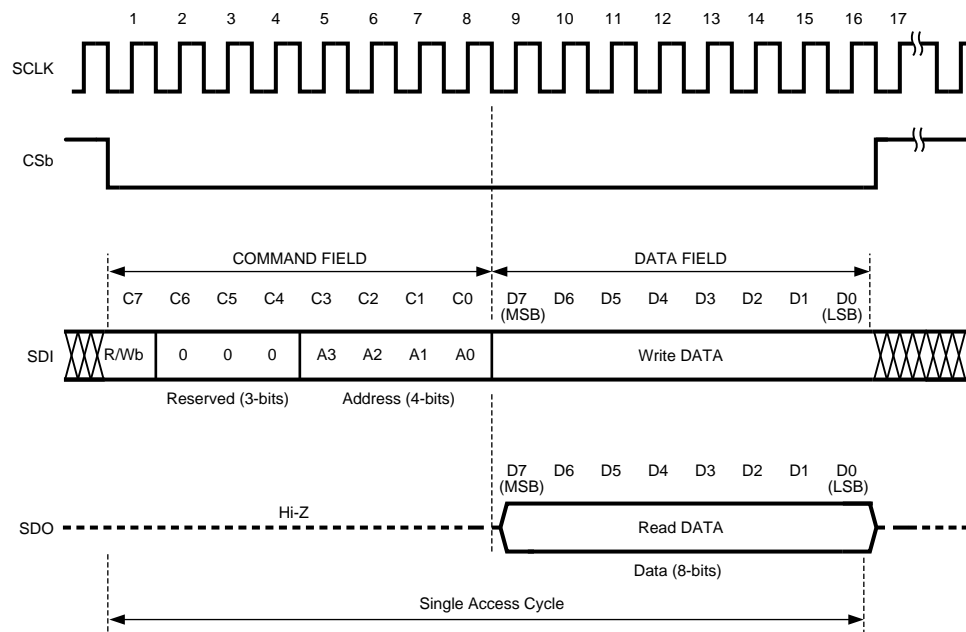 1 2 3 4 5 6 7 8 9 10 11 12 13 14 15 16 17
SCLK
CSb
COMMAND FIELD DATA FIELD
C7 C6 C5 C4 C3 C2 C1 C0 D7 D6 D5 D4 D3 D2 D1 D0
(MSB) (LSB)
SDI R/Wb 0 0 0 A3 A2 A1 A0 Write DATA
Reserved (3-bits) Address (4-bits)
D7 D6 D5 D4 D3 D2 D1 D0
(MSB) (LSB)
Hi-Z
SDO Read DATA
Data (8-bits)
Single Access Cycle